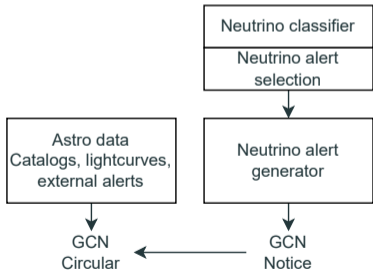 Neutrino classifier
Neutrino alert
selection
Astro data
Catalogs, lightcurves,
external alerts
Neutrino alert
generator
GCN
Circular
GCN
Notice